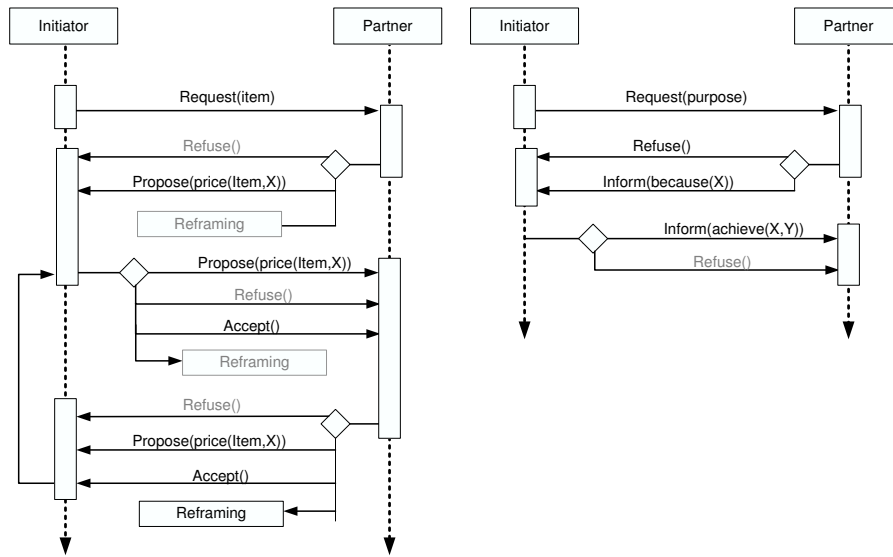 Initiator
Partner
Request(item)
Refuse()
Propose(price(Item,X))
Reframing
Propose(price(Item,X))
Refuse()
Accept()
Reframing
Refuse()
Propose(price(Item,X))
Accept()
Reframing
Initiator
Partner
Request(purpose)
Refuse()
Inform(because(X))
Inform(achieve(X,Y))
Refuse()